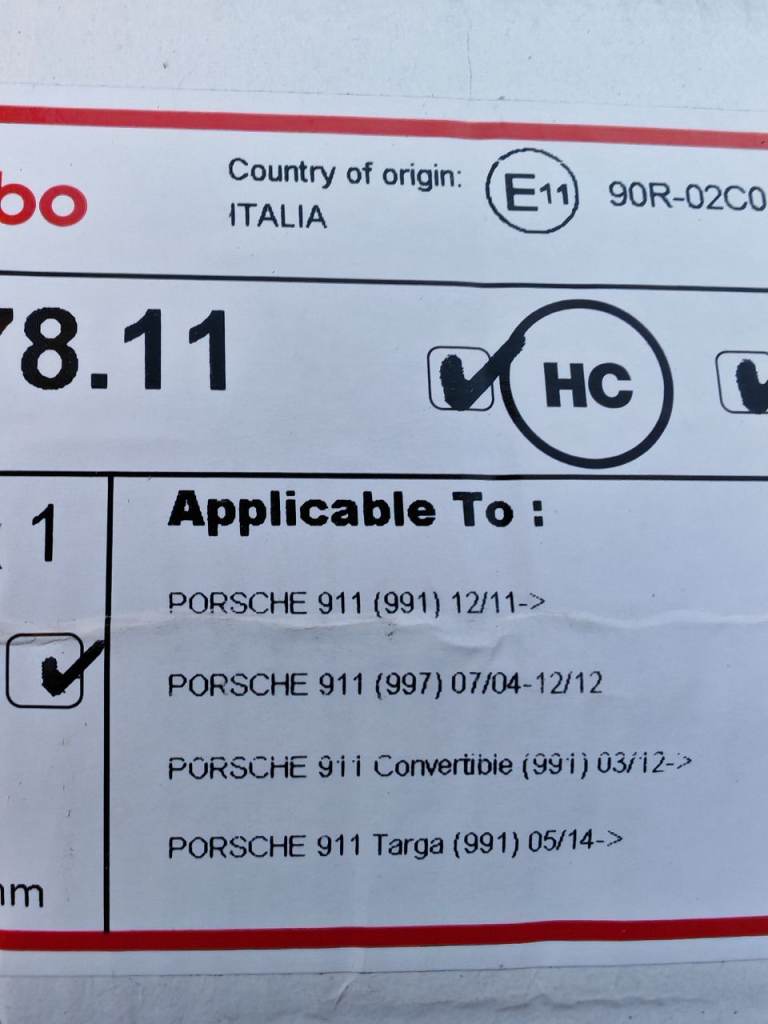 bo
Country of origin:
ITALIA
E11
90R-02C0
78.11
HC
1
Applicable To :
PORSCHE 911 (991) 12/11->
PORSCHE 911 (997) 07/04-12/12
PORSCHE 911 Convertible (991) 03/12->
PORSCHE 911 Targa (991) 05/14->
mm